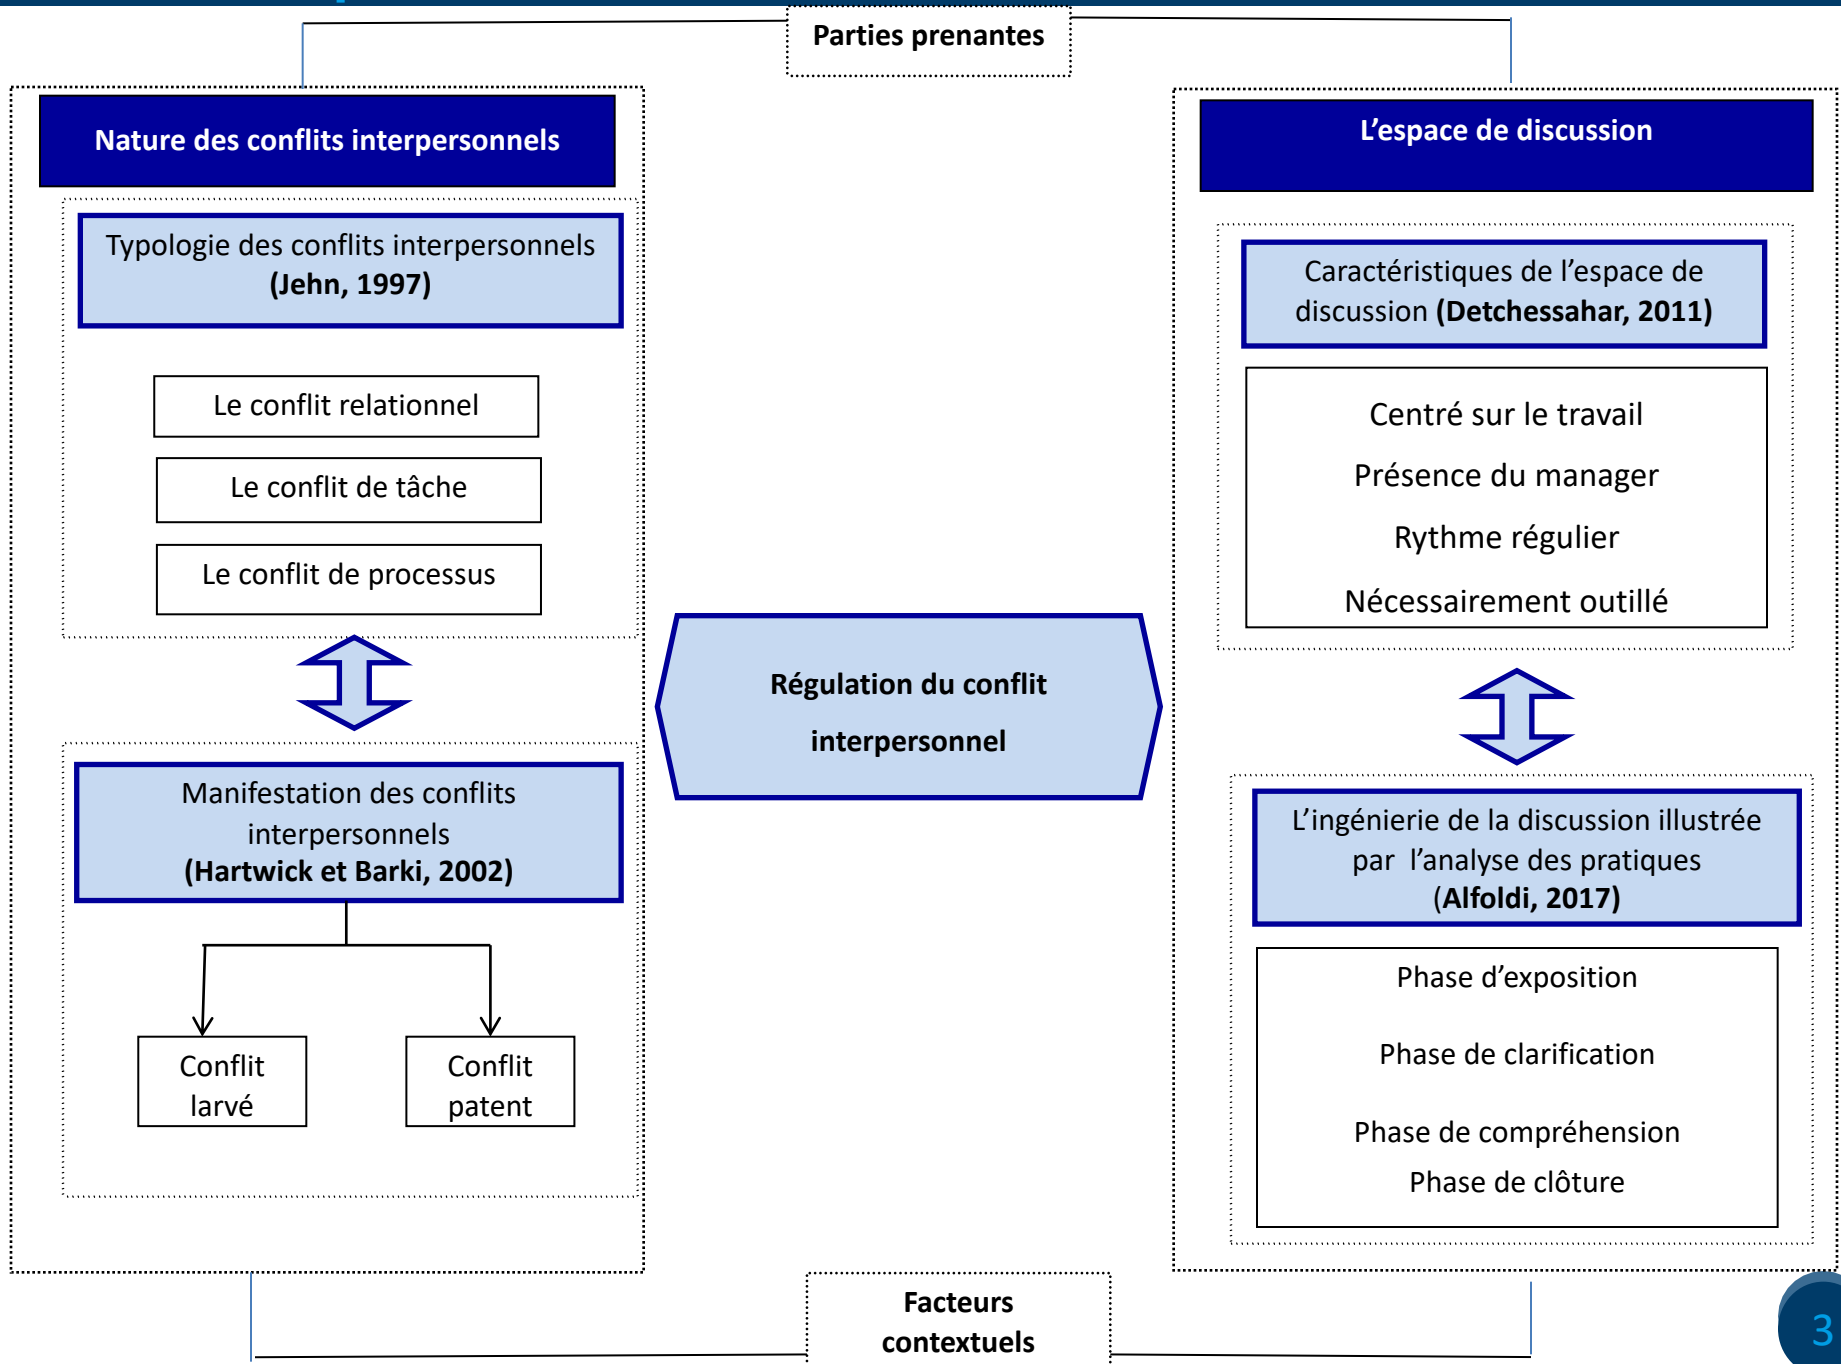 Parties prenantes
Nature des conflits interpersonnels
Typologie des conflits interpersonnels
(Jehn, 1997)
Le conflit relationnel
Le conflit de tâche
Le conflit de processus
Manifestation des conflits
interpersonnels
(Hartwick et Barki, 2002)
Conflit
larvé
Conflit
patent
Régulation du conflit
interpersonnel
L’espace de discussion
Caractéristiques de l’espace de
discussion (Detchessahar, 2011)
Centré sur le travail
Présence du manager
Rythme régulier
Nécessairement outillé
L’ingénierie de la discussion illustrée
par l’analyse des pratiques
(Alfoldi, 2017)
Phase d’exposition
Phase de clarification
Phase de compréhension
Phase de clôture
Facteurs
contextuels
3